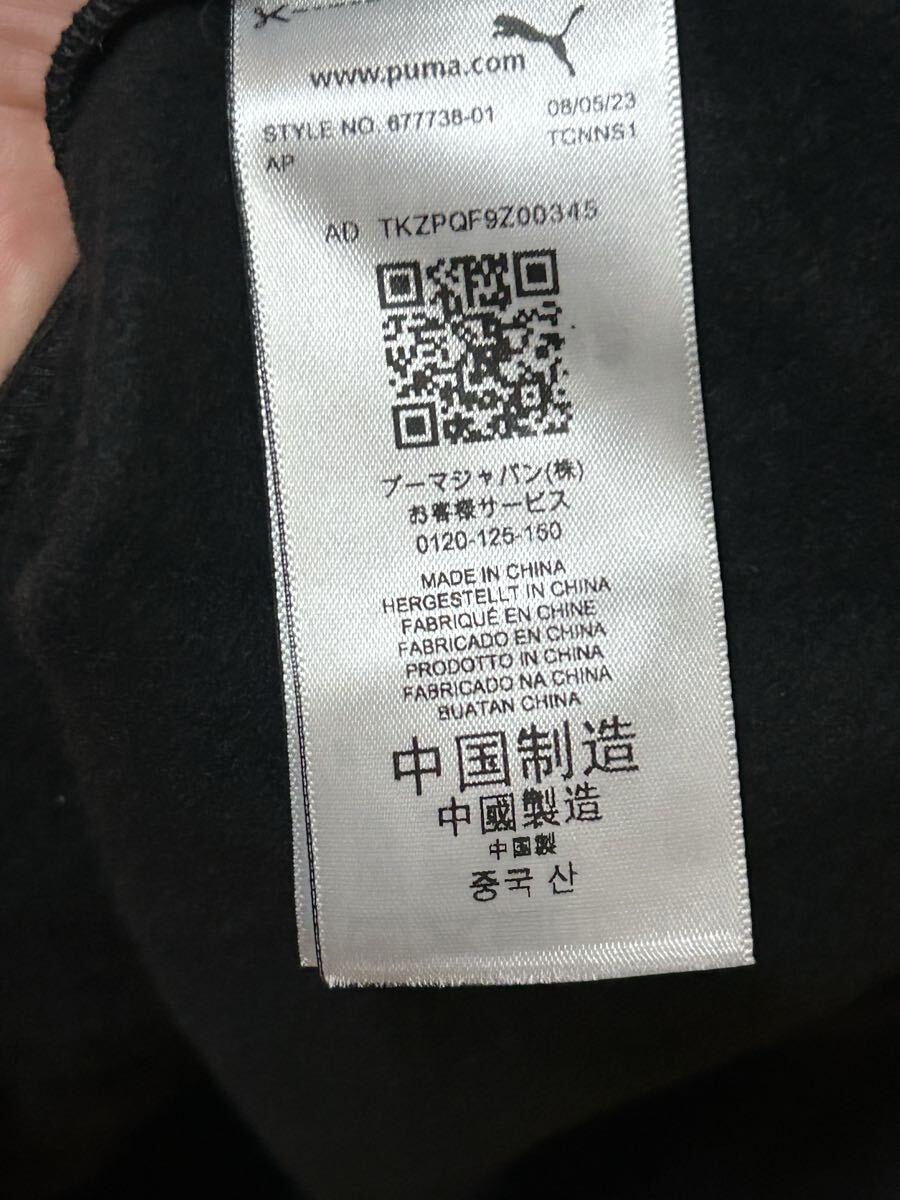 www.puma.com
STYLE NO. 677738-01 08/05/23
AP TCNNS1
AD TKZPQF9Z00345
プーマジャパン(株)
お客様サービス
0120-125-150
MADE IN CHINA
HERGESTELLT IN CHINA
FABRIQUÉ EN CHINE
FABRICADO EN CHINA
PRODOTTO IN CHINA
FABRICADO NA CHINA
BUATAN CHINA
中国制造
中國製造
中国製
중국 산